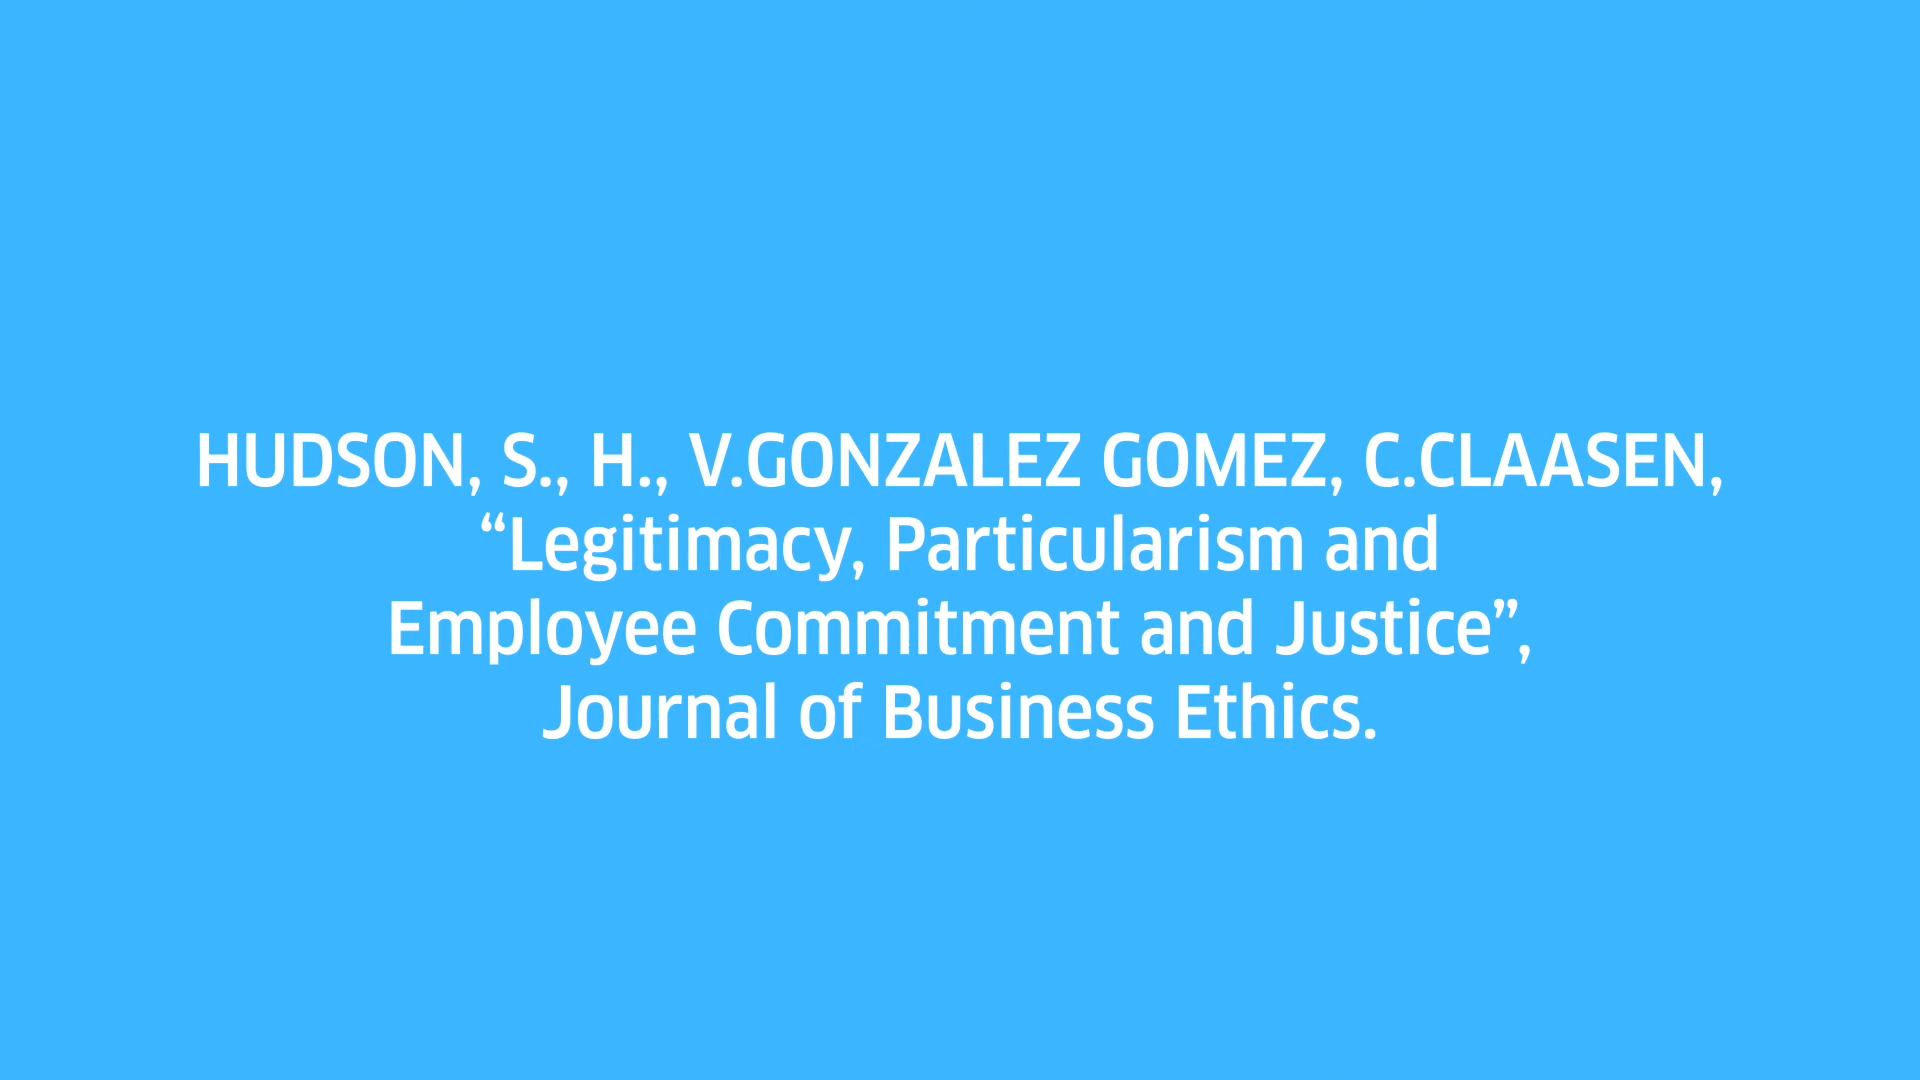 HUDSON, S., H., V.GONZALEZ GOMEZ, C.CLAASEN,
“Legitimacy, Particularism and
Employee Commitment and Justice”,
Journal of Business Ethics.